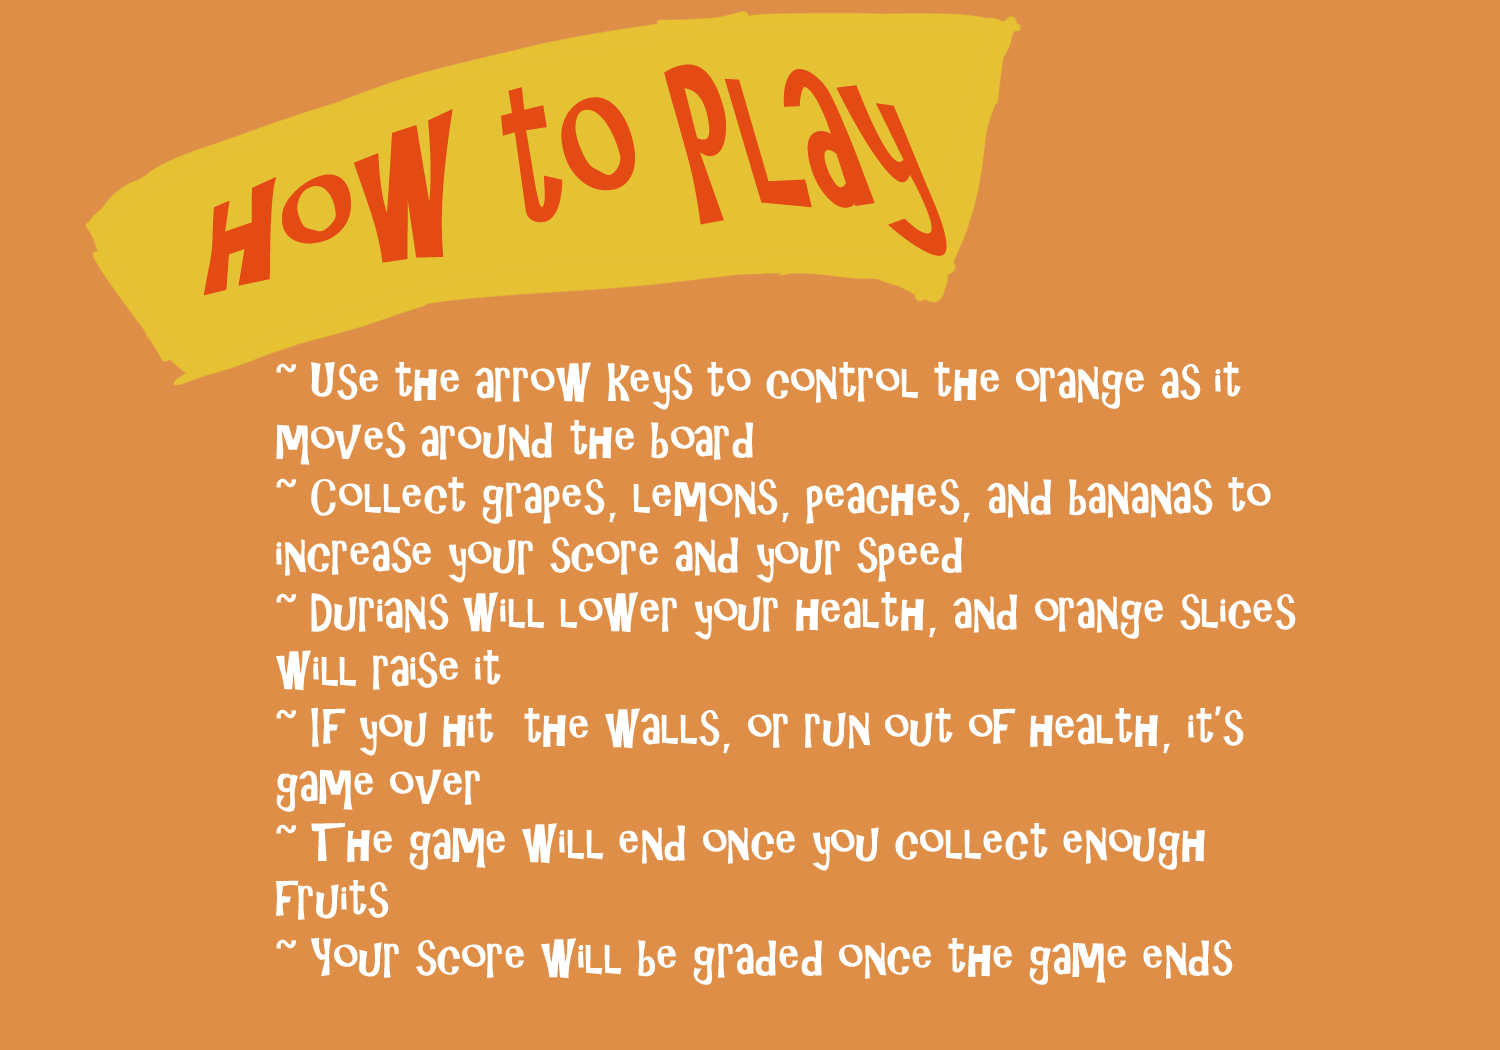 How to Play
~ Use the arrow keys to control the orange as it
moves around the board
~ Collect grapes, lemons, peaches, and bananas to
increase your score and your speed
~ Durians will lower your health, and orange slices
will raise it
~ If you hit  the walls, or run out of health, it's
game over
~ The game will end once you collect enough
fruits
~ Your score will be graded once the game ends